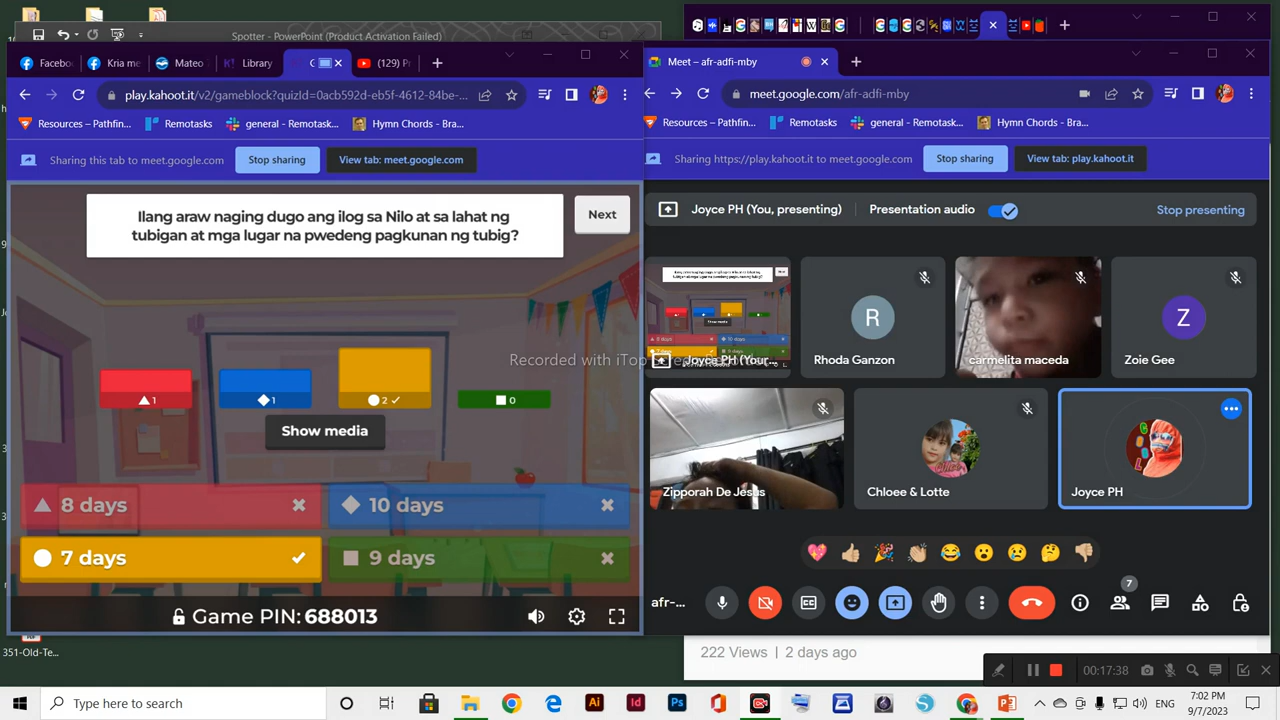 Spotter - PowerPoint (Product Activation Failed)
Faceboo
Kria me
Mateo
Library
(129) P
play.kahoot.it/v2/gameblock?quizId=0acb592d-eb5f-4612-84be-...
Resources – Pathfin...
Remotasks
general - Remotask...
Hymn Chords - Bra...
Sharing this tab to meet.google.com
Stop sharing
View tab: meet.google.com
Ilang araw naging dugo ang ilog sa Nilo at sa lahat ng
tubigan at mga lugar na pwedeng pagkunan ng tubig?
Next
1
1
2
0
Show media
8 days
10 days
7 days
9 days
Game PIN: 688013
Recorded with iTop
Meet – afr-adfi-mby
meet.google.com/afr-adfi-mby
Resources – Pathfin...
Remotasks
general - Remotask...
Hymn Chords - Bra...
Sharing https://play.kahoot.it to meet.google.com
Stop sharing
View tab: play.kahoot.it
Joyce PH (You, presenting)
Presentation audio
Stop presenting
Joyce PH (Your...
R
Rhoda Ganzon
carmelita maceda
Z
Zoie Gee
Zipporah De Jesus
Chloee & Lotte
Joyce PH
afr-...
7
222 Views | 2 days ago
351-Old-Te...
00:17:38
Type here to search
ENG
7:02 PM
9/7/2023